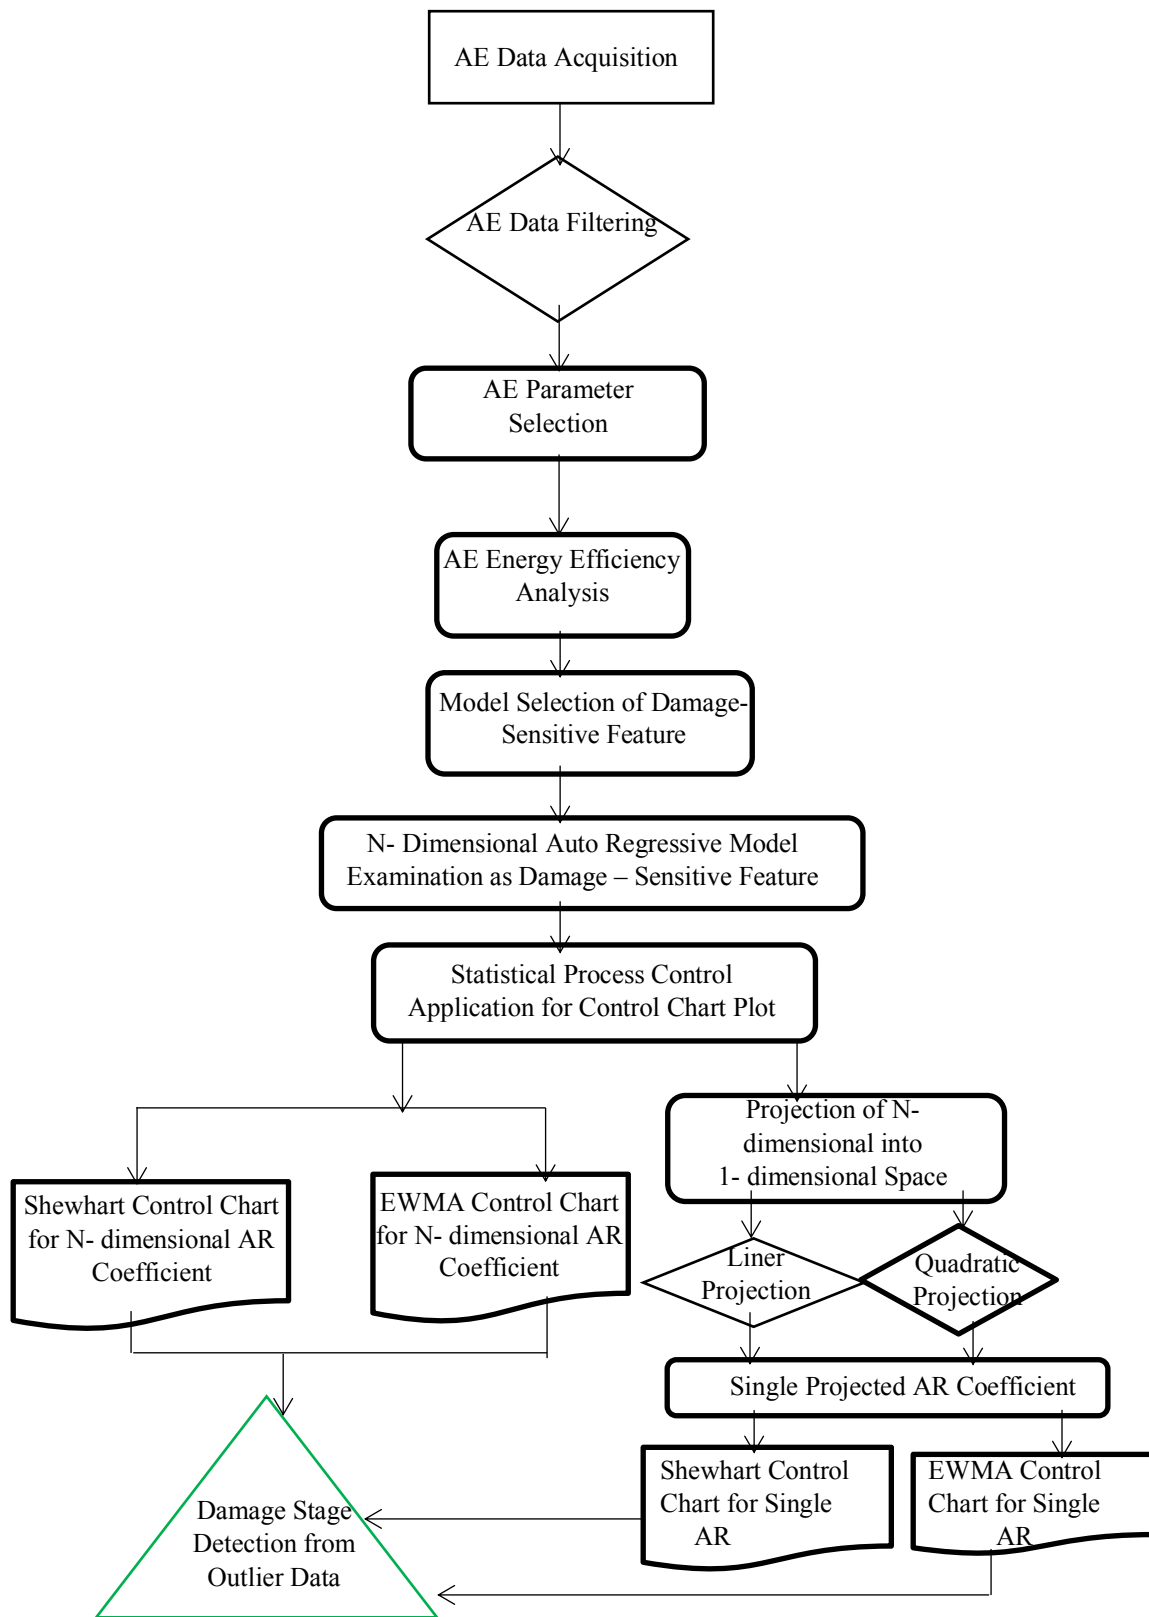 AE Data Acquisition
AE Data Filtering
AE Parameter
Selection
AE Energy Efficiency
Analysis
Model Selection of Damage-
Sensitive Feature
N- Dimensional Auto Regressive Model
Examination as Damage – Sensitive Feature
Statistical Process Control
Application for Control Chart Plot
Projection of N-
dimensional into
1- dimensional Space
Shewhart Control Chart
for N- dimensional AR
Coefficient
EWMA Control Chart
for N- dimensional AR
Coefficient
Liner
Projection
Quadratic
Projection
Single Projected AR Coefficient
Shewhart Control
Chart for Single
AR
EWMA Control
Chart for Single
AR
Damage Stage
Detection from
Outlier Data